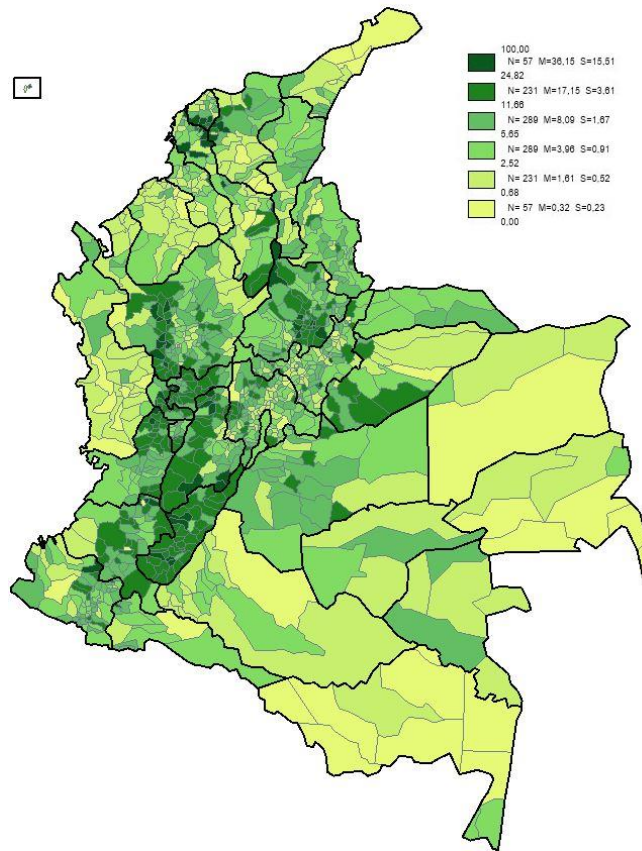 100,00
N= 57 M=36,15 S=15,51
24,82
N= 231 M=17,15 S=3,61
11,66
N= 289 M=8,09 S=1,67
5,65
N= 289 M=3,96 S=0,91
2,52
N= 231 M=1,61 S=0,52
0,68
N= 57 M=0,32 S=0,23
0,00